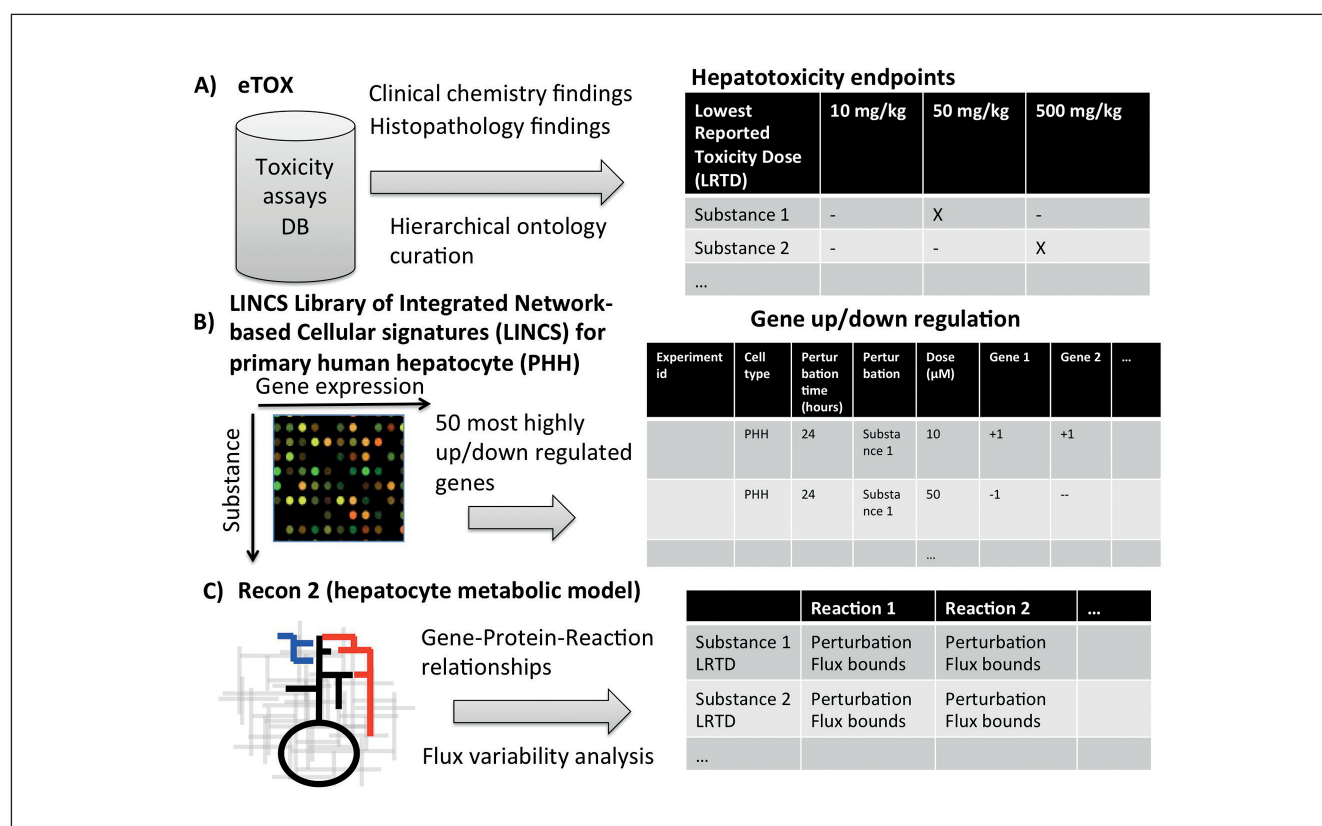 A) eTOX
Clinical chemistry findings
Histopathology findings
Toxicity
assays
DB
Hierarchical ontology
curation
Hepatotoxicity endpoints
Lowest
Reported
Toxicity Dose
(LRTD)
10 mg/kg
50 mg/kg
500 mg/kg
Substance 1 - X -
Substance 2 - - X
...
B) LINCS Library of Integrated Network-
based Cellular signatures (LINCS) for
primary human hepatocyte (PHH)
Gene expression
Substance
50 most highly
up/down regulated
genes
Gene up/down regulation
Experiment
id
Cell
type
Pertur
bation
time
(hours)
Pertur
bation
Dose
(µM)
Gene 1
Gene 2
...
PHH
24
Substa
nce 1
10
+1
+1
PHH
24
Substa
nce 1
50
-1
--
...
C) Recon 2 (hepatocyte metabolic model)
Gene-Protein-Reaction
relationships
Flux variability analysis
Reaction 1
Reaction 2
...
Substance 1
LRTD
Perturbation
Flux bounds
Perturbation
Flux bounds
Substance 2
LRTD
Perturbation
Flux bounds
Perturbation
Flux bounds
...